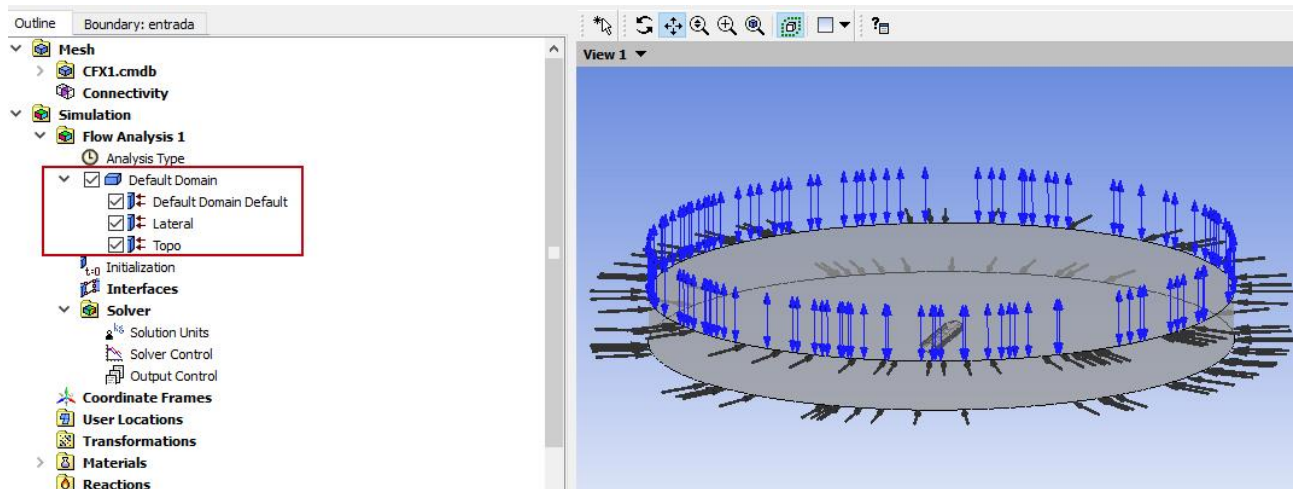 Outline
Boundary: entrada
Mesh
CFX1.cmdb
Connectivity
Simulation
Flow Analysis 1
Analysis Type
Default Domain
Default Domain Default
Lateral
Topo
t=0 Initialization
Interfaces
Solver
ks Solution Units
Solver Control
Output Control
Coordinate Frames
User Locations
Transformations
Materials
Reactions
View 1